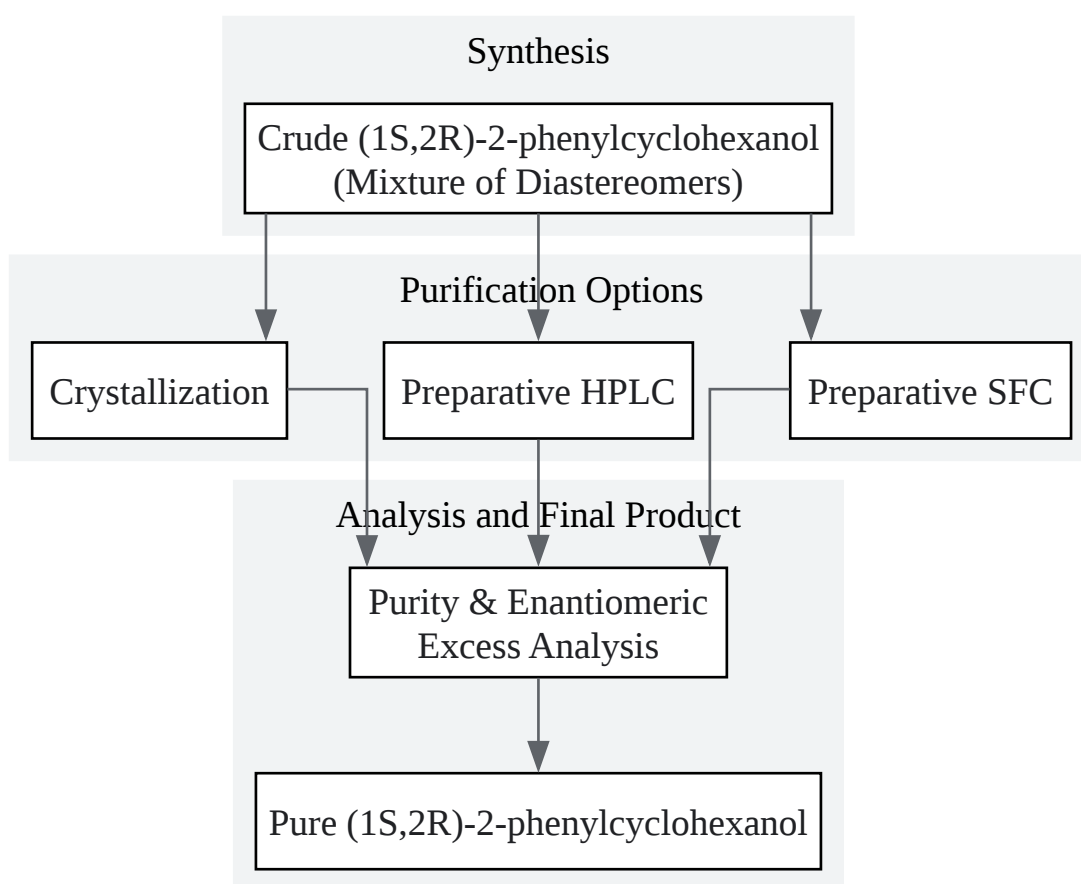 Synthesis
Crude (1S,2R)-2-phenylcyclohexanol
(Mixture of Diastereomers)
Purification Options
Crystallization
Preparative HPLC
Preparative SFC
Analysis and Final Product
Purity & Enantiomeric
Excess Analysis
Pure (1S,2R)-2-phenylcyclohexanol